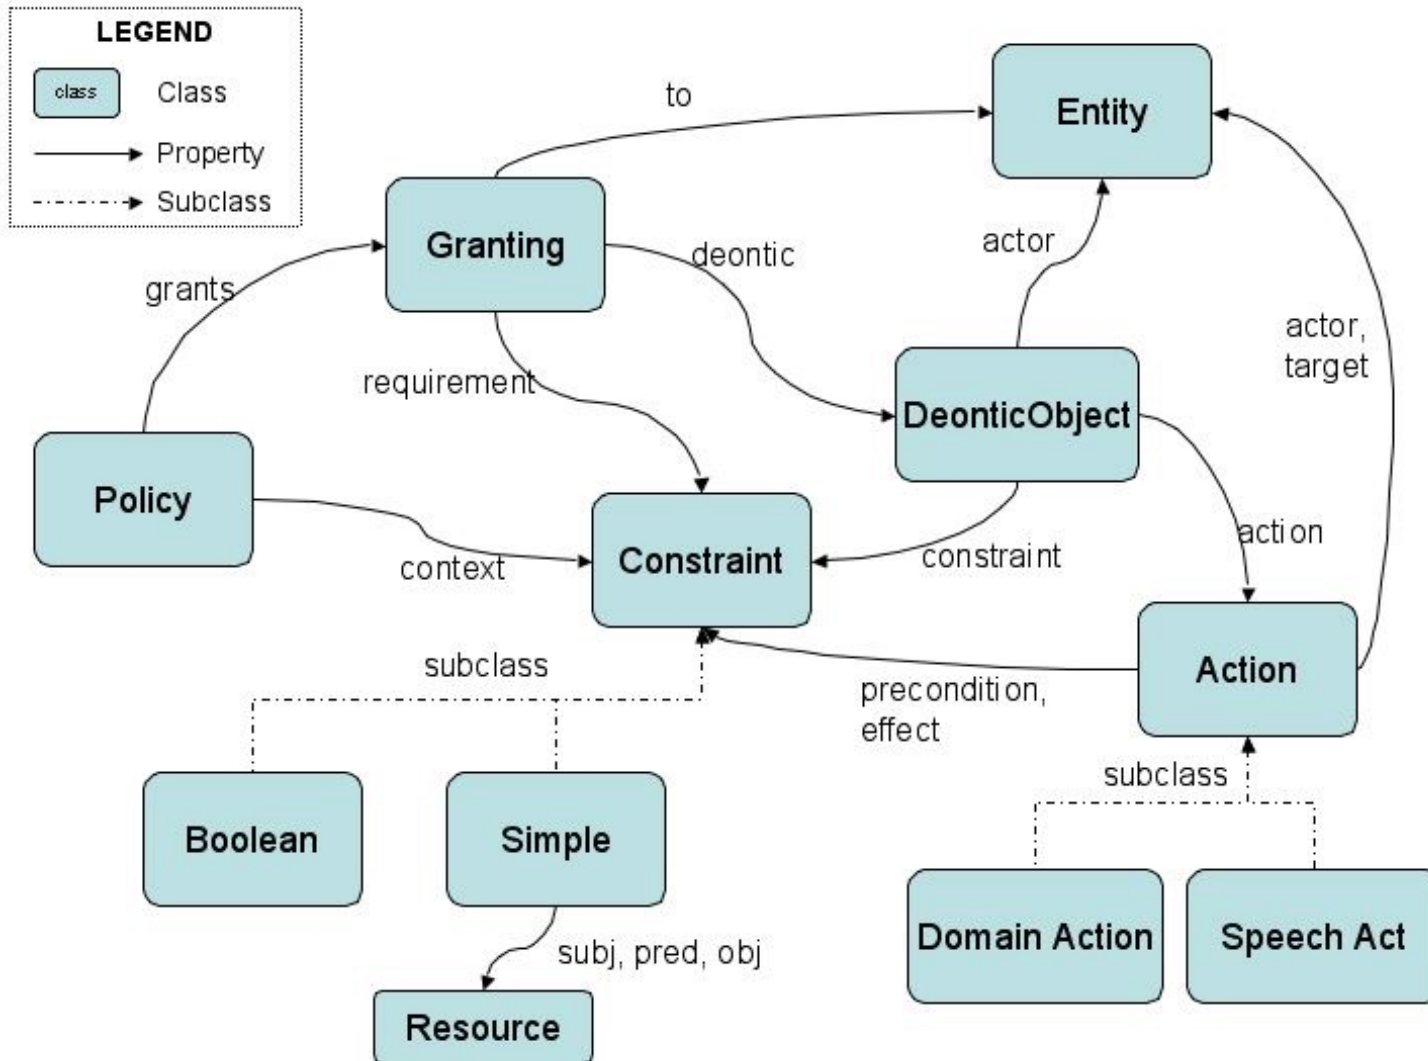 LEGEND
class
Class
Property
Subclass
to
Entity
Granting
deontic
actor
grants
actor,
target
requirement
DeonticObject
Policy
Constraint
context
constraint
action
Action
subclass
precondition,
effect
subclass
Boolean
Simple
Domain Action
Speech Act
subj, pred, obj
Resource